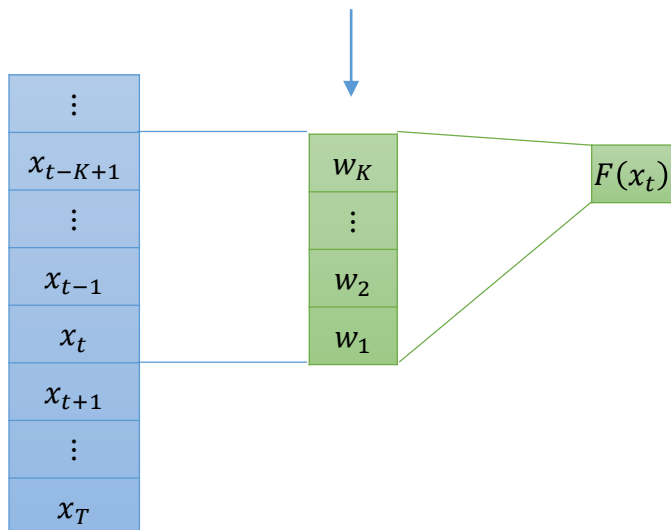 ⋮
x_{t-K+1}
⋮
x_{t-1}
x_t
x_{t+1}
⋮
x_T
w_K
⋮
w_2
w_1
F(x_t)